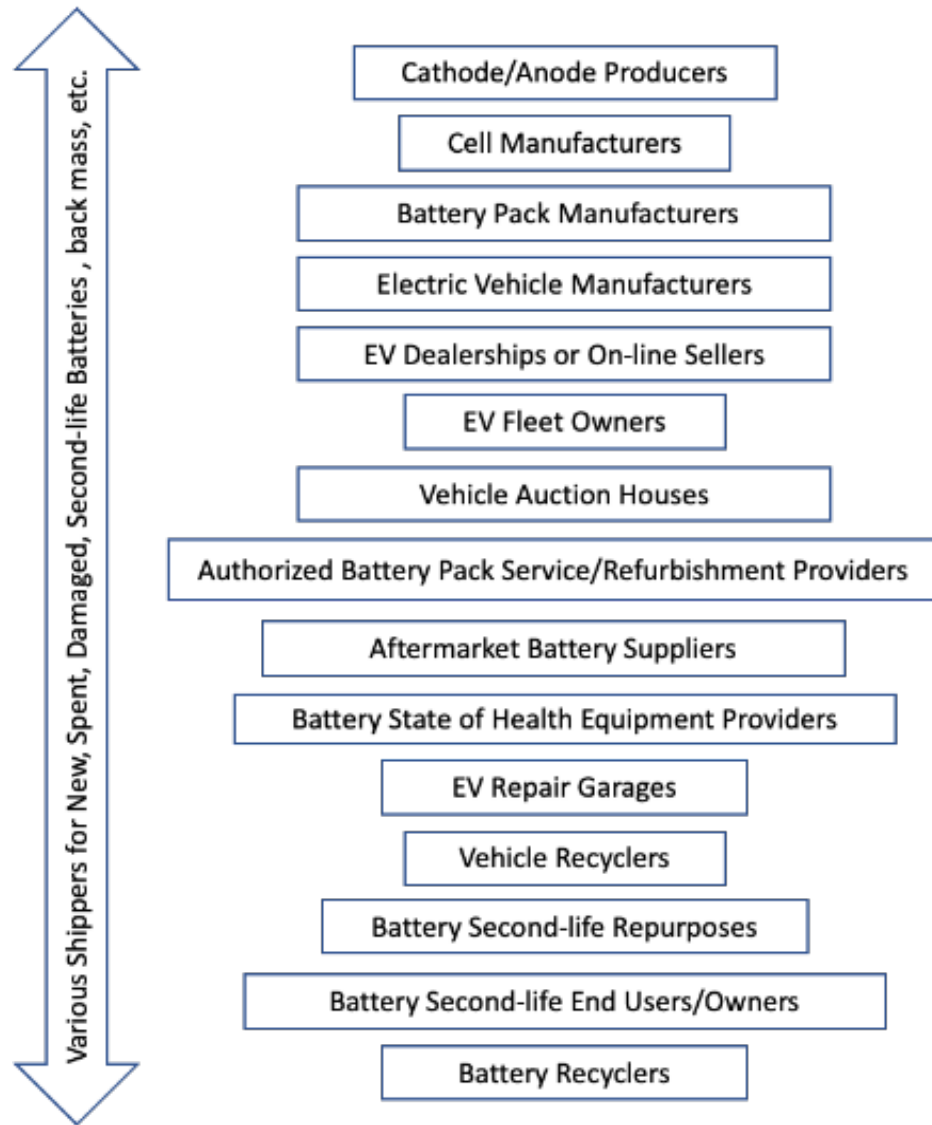 Various Shippers for New, Spent, Damaged, Second-life Batteries , back mass, etc.
Cathode/Anode Producers
Cell Manufacturers
Battery Pack Manufacturers
Electric Vehicle Manufacturers
EV Dealerships or On-line Sellers
EV Fleet Owners
Vehicle Auction Houses
Authorized Battery Pack Service/Refurbishment Providers
Aftermarket Battery Suppliers
Battery State of Health Equipment Providers
EV Repair Garages
Vehicle Recyclers
Battery Second-life Repurposes
Battery Second-life End Users/Owners
Battery Recyclers